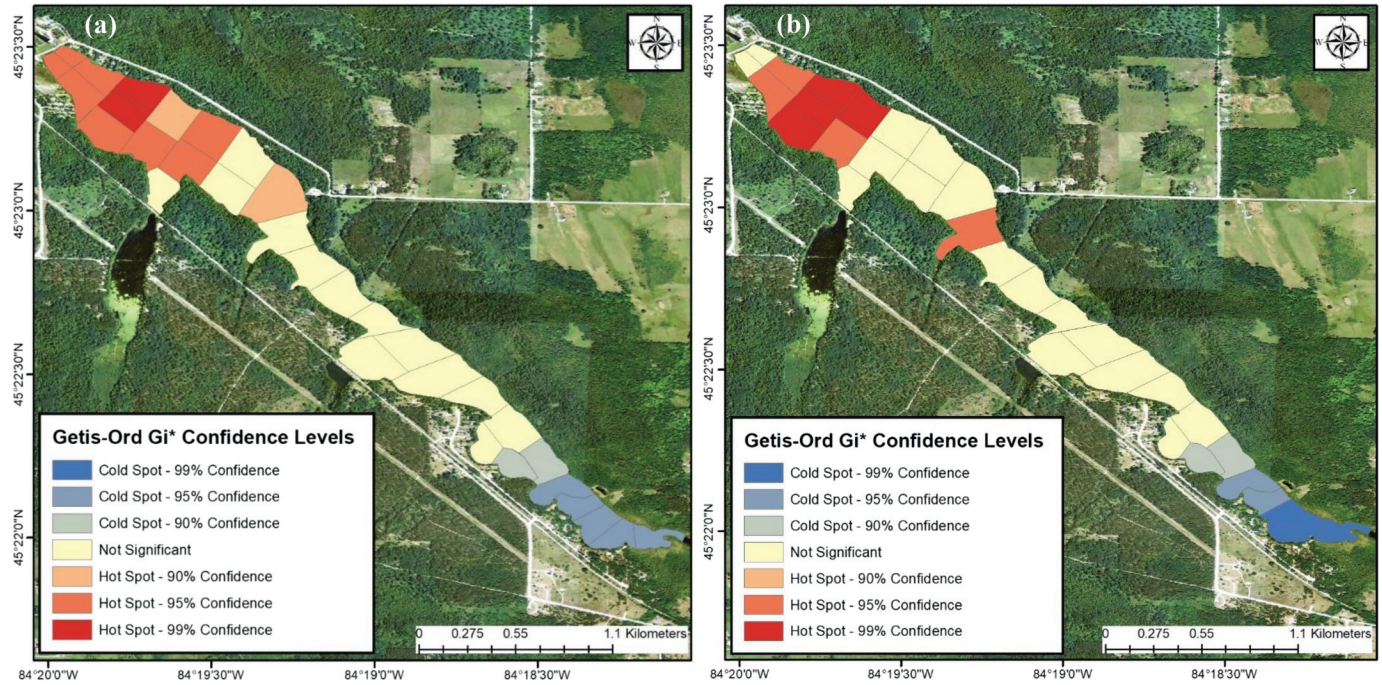 (a)
N
W E
S
45°23'30"N
45°23'0"N
45°22'30"N
45°22'0"N
Getis-Ord Gi* Confidence Levels
Cold Spot - 99% Confidence
Cold Spot - 95% Confidence
Cold Spot - 90% Confidence
Not Significant
Hot Spot - 90% Confidence
Hot Spot - 95% Confidence
Hot Spot - 99% Confidence
0 0.275 0.55 1.1 Kilometers
84°20'0"W 84°19'30"W 84°19'0"W 84°18'30"W
(b)
N
W E
S
45°23'30"N
45°23'0"N
45°22'30"N
45°22'0"N
Getis-Ord Gi* Confidence Levels
Cold Spot - 99% Confidence
Cold Spot - 95% Confidence
Cold Spot - 90% Confidence
Not Significant
Hot Spot - 90% Confidence
Hot Spot - 95% Confidence
Hot Spot - 99% Confidence
0 0.275 0.55 1.1 Kilometers
84°20'0"W 84°19'30"W 84°19'0"W 84°18'30"W